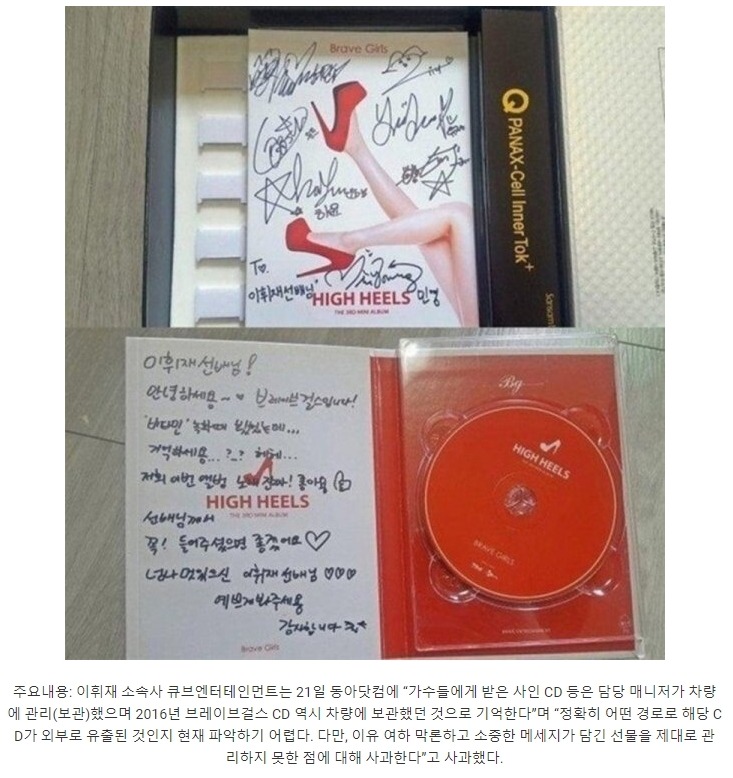 Brave Girls
하윤
Q PANAX-Cell InnerTok+
To.
이휘재선배님
HIGH HEELS
민영
THE 3RD MINI ALBUM
이휘재 선배님!
안녕하세용~ 브레이브걸스입니다!
'비타민' 녹화때 뵀었는데...
기억하세용...?..? 헤헤...
저희 이번 앨범 노래 진짜! 좋아용
HIGH HEELS
THE 3RD MINI ALBUM
선배님께서
꼭! 들어주셨으면 좋겠어요♡
너무 멋있으신 이휘재 선배님 ♡♡♡
예쁘게봐주세용
감사합니다
Brave Girls
Bg
HIGH HEELS
BRAVE GIRLS
주요내용: 이휘재 소속사 큐브엔터테인먼트는 21일 동아닷컴에 “가수들에게 받은 사인 CD 등은 담당 매니저가 차량
에 관리(보관)했으며 2016년 브레이브걸스 CD 역시 차량에 보관했던 것으로 기억한다”며 “정확히 어떤 경로로 해당 C
D가 외부로 유출된 것인지 현재 파악하기 어렵다. 다만, 이유 여하 막론하고 소중한 메세지가 담긴 선물을 제대로 관
리하지 못한 점에 대해 사과한다”고 사과했다.